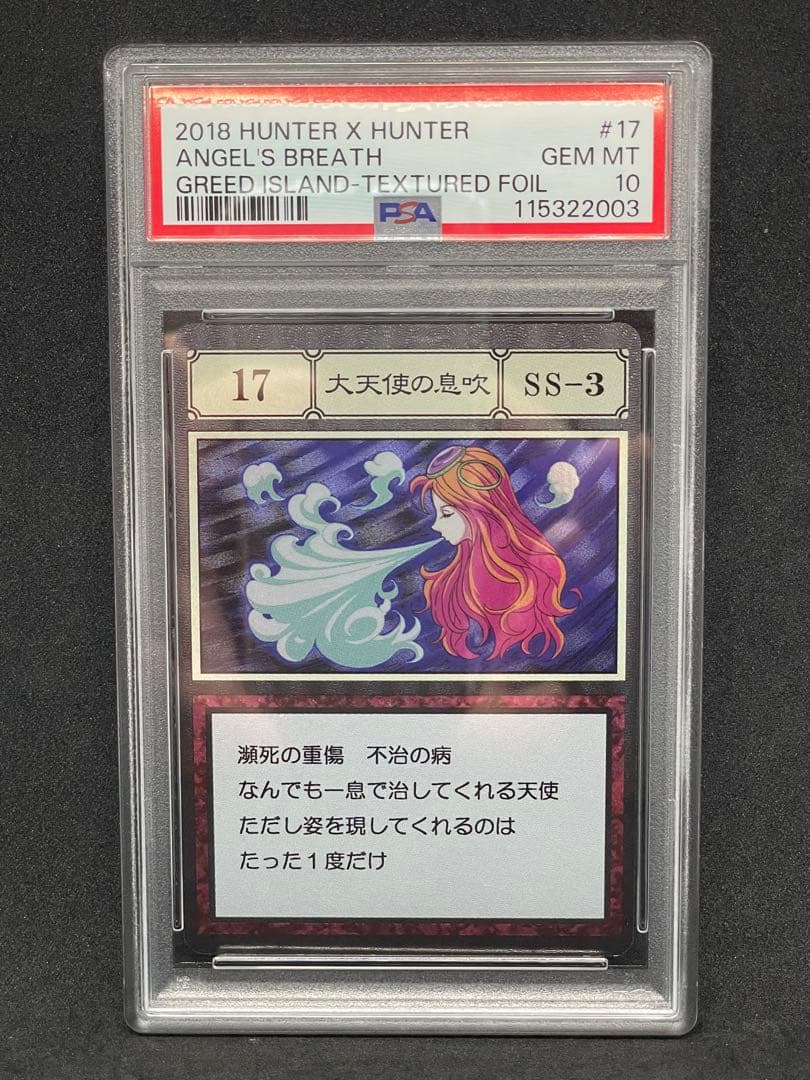 2018 HUNTER X HUNTER #17
ANGEL'S BREATH GEM MT
GREED ISLAND-TEXTURED FOIL 10
PSA 115322003
17 大天使の息吹 SS-3
瀕死の重傷　不治の病
なんでも一息で治してくれる天使
ただし姿を現してくれるのは
たった1度だけ